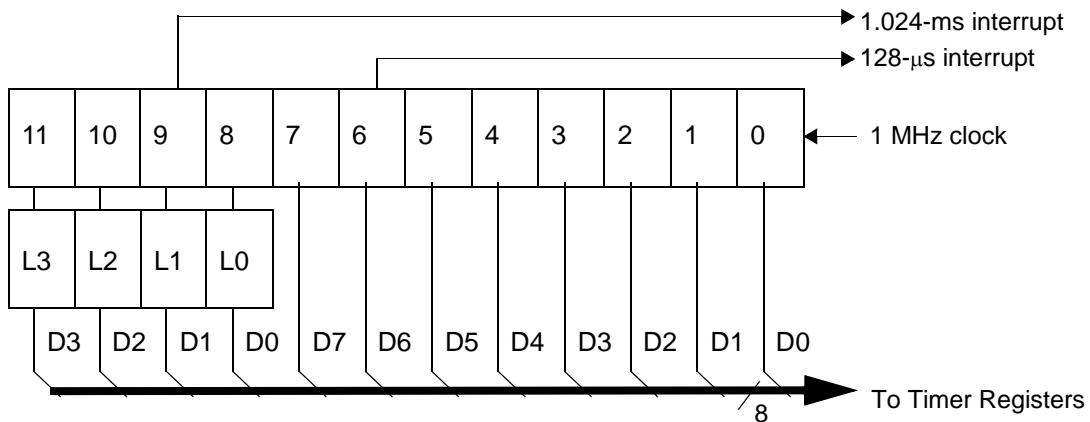 1.024-ms interrupt
128-μs interrupt
11 10 9 8 7 6 5 4 3 2 1 0
1 MHz clock
L3 L2 L1 L0
D3 D2 D1 D0 D7 D6 D5 D4 D3 D2 D1 D0
8
To Timer Registers